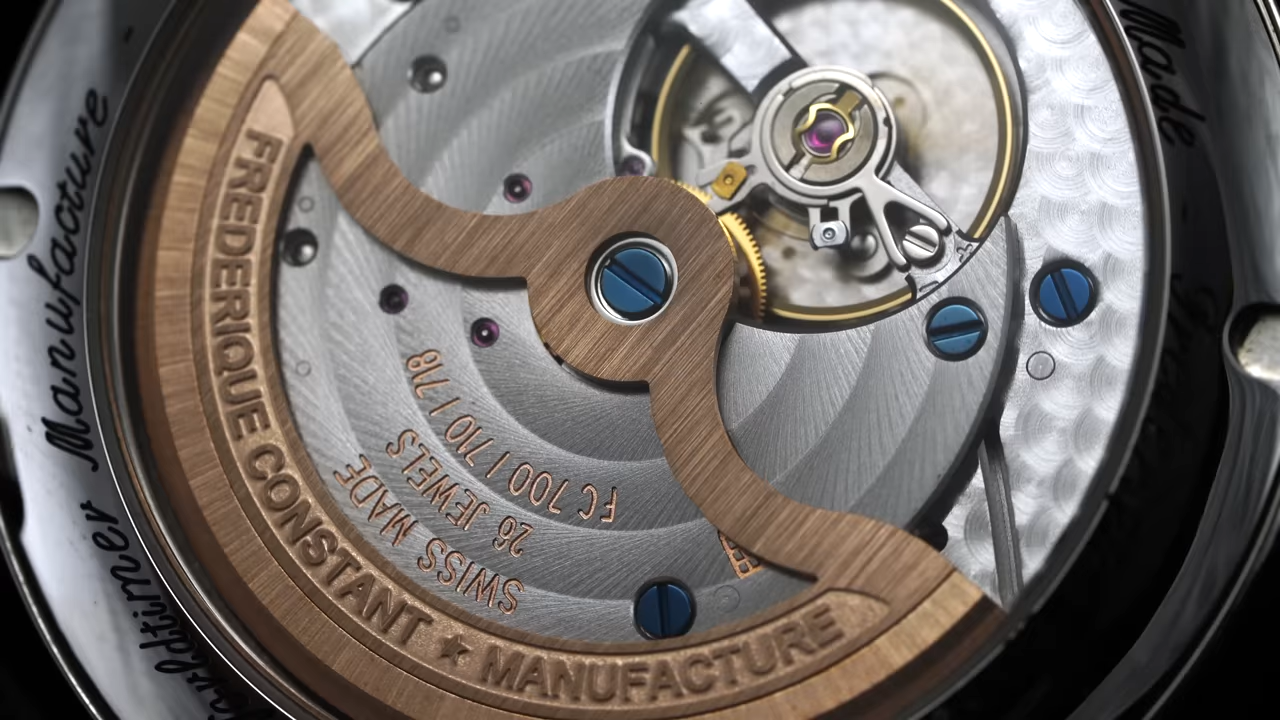 FREDERIQUE CONSTANT ★ MANUFACTURE
FC 700 / 710 / 718
26 JEWELS
SWISS MADE
Worldtimer Manufacture -
Made